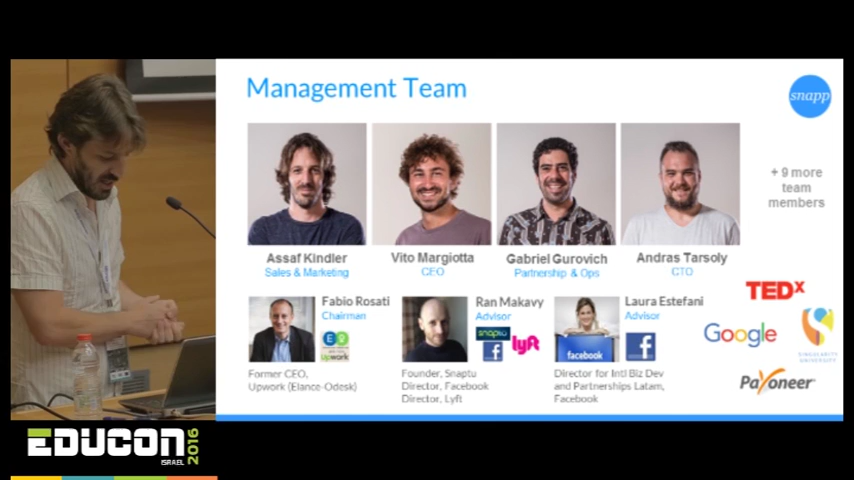 Management Team
snapp
+ 9 more
team
members
Assaf Kindler
Sales & Marketing
Vito Margiotta
CEO
Gabriel Gurovich
Partnership & Ops
Andras Tarsoly
CTO
Fabio Rosati
Chairman
Upwork
Former CEO,
Upwork (Elance-Odesk)
Ran Makavy
Advisor
snaptu
lyft
Founder, Snaptu
Director, Facebook
Director, Lyft
Laura Estefani
Advisor
facebook
Director for Intl Biz Dev
and Partnerships Latam,
Facebook
TEDx
Google
SINGULARITY
UNIVERSITY
Payoneer
EDUCON
ISRAEL
2016